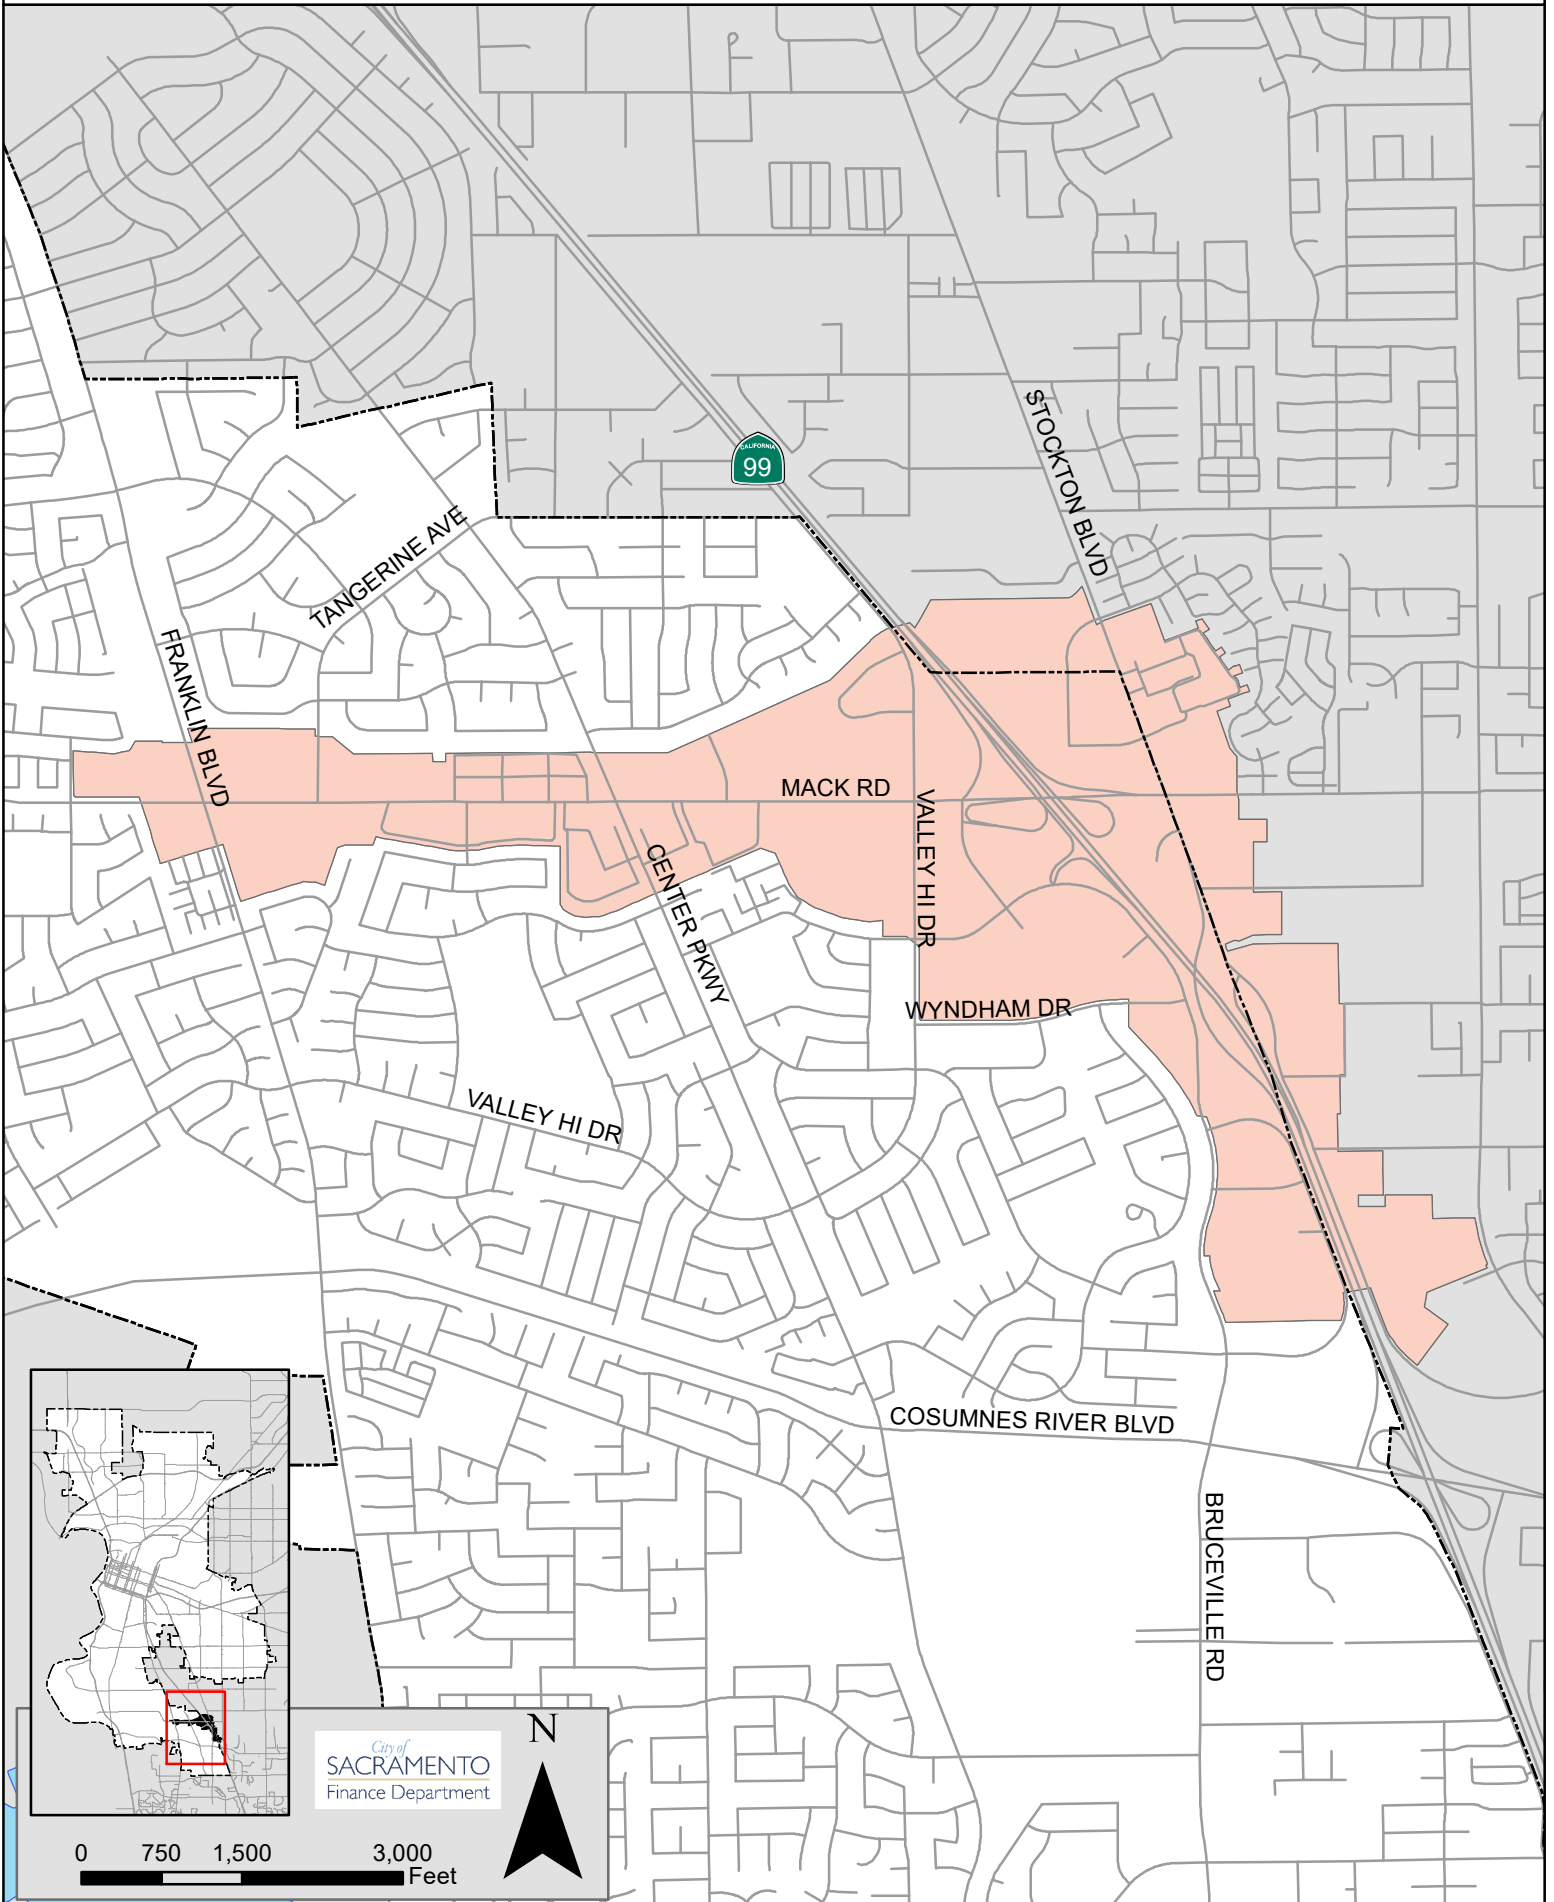 CALIFORNIA
99
STOCKTON BLVD
TANGERINE AVE
FRANKLIN BLVD
MACK RD
VALLEY HI DR
CENTER PKWY
WYNDHAM DR
VALLEY HI DR
COSUMNES RIVER BLVD
BRUCEVILLE RD
City of
SACRAMENTO
Finance Department
N
0 750 1,500 3,000
Feet